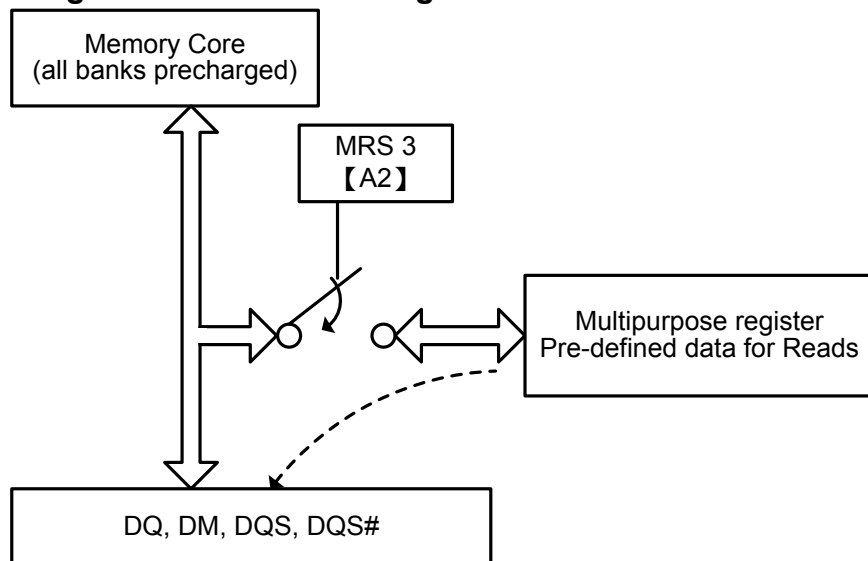 Memory Core
(all banks precharged)
MRS 3
【A2】
Multipurpose register
Pre-defined data for Reads
DQ, DM, DQS, DQS#